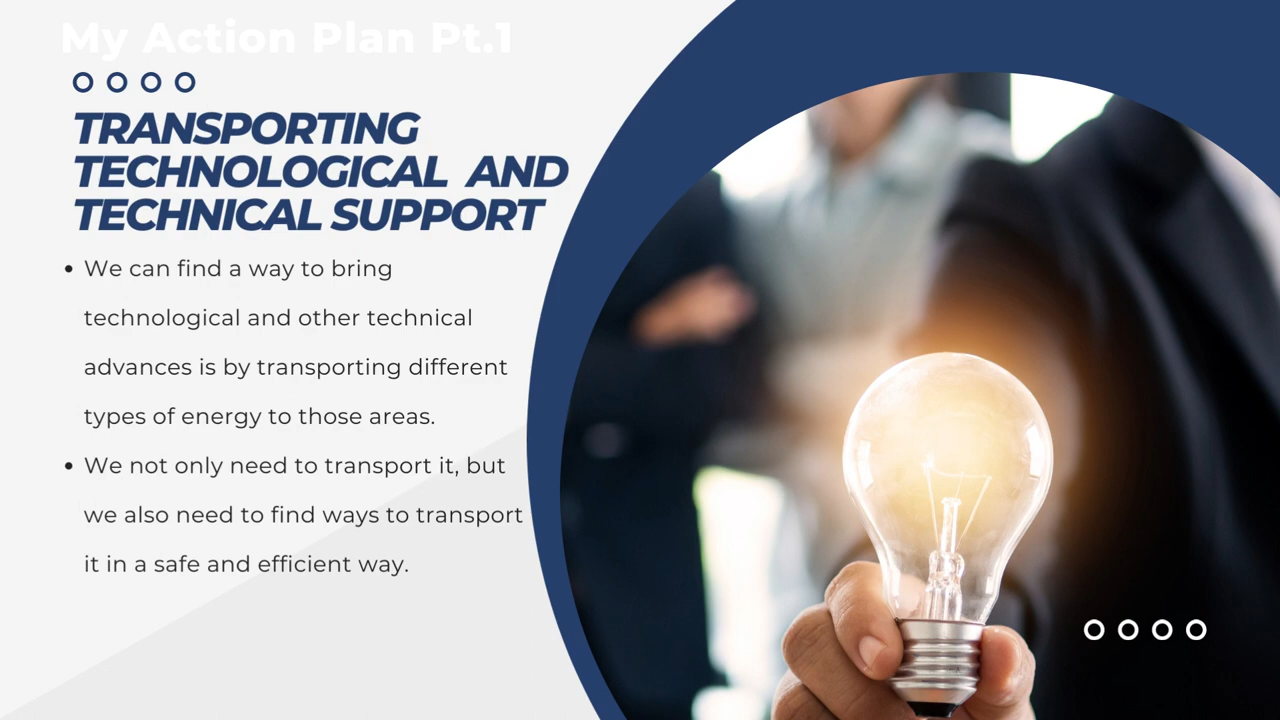 My Action Plan Pt.1
TRANSPORTING
TECHNOLOGICAL AND
TECHNICAL SUPPORT
• We can find a way to bring
technological and other technical
advances is by transporting different
types of energy to those areas.
• We not only need to transport it, but
we also need to find ways to transport
it in a safe and efficient way.